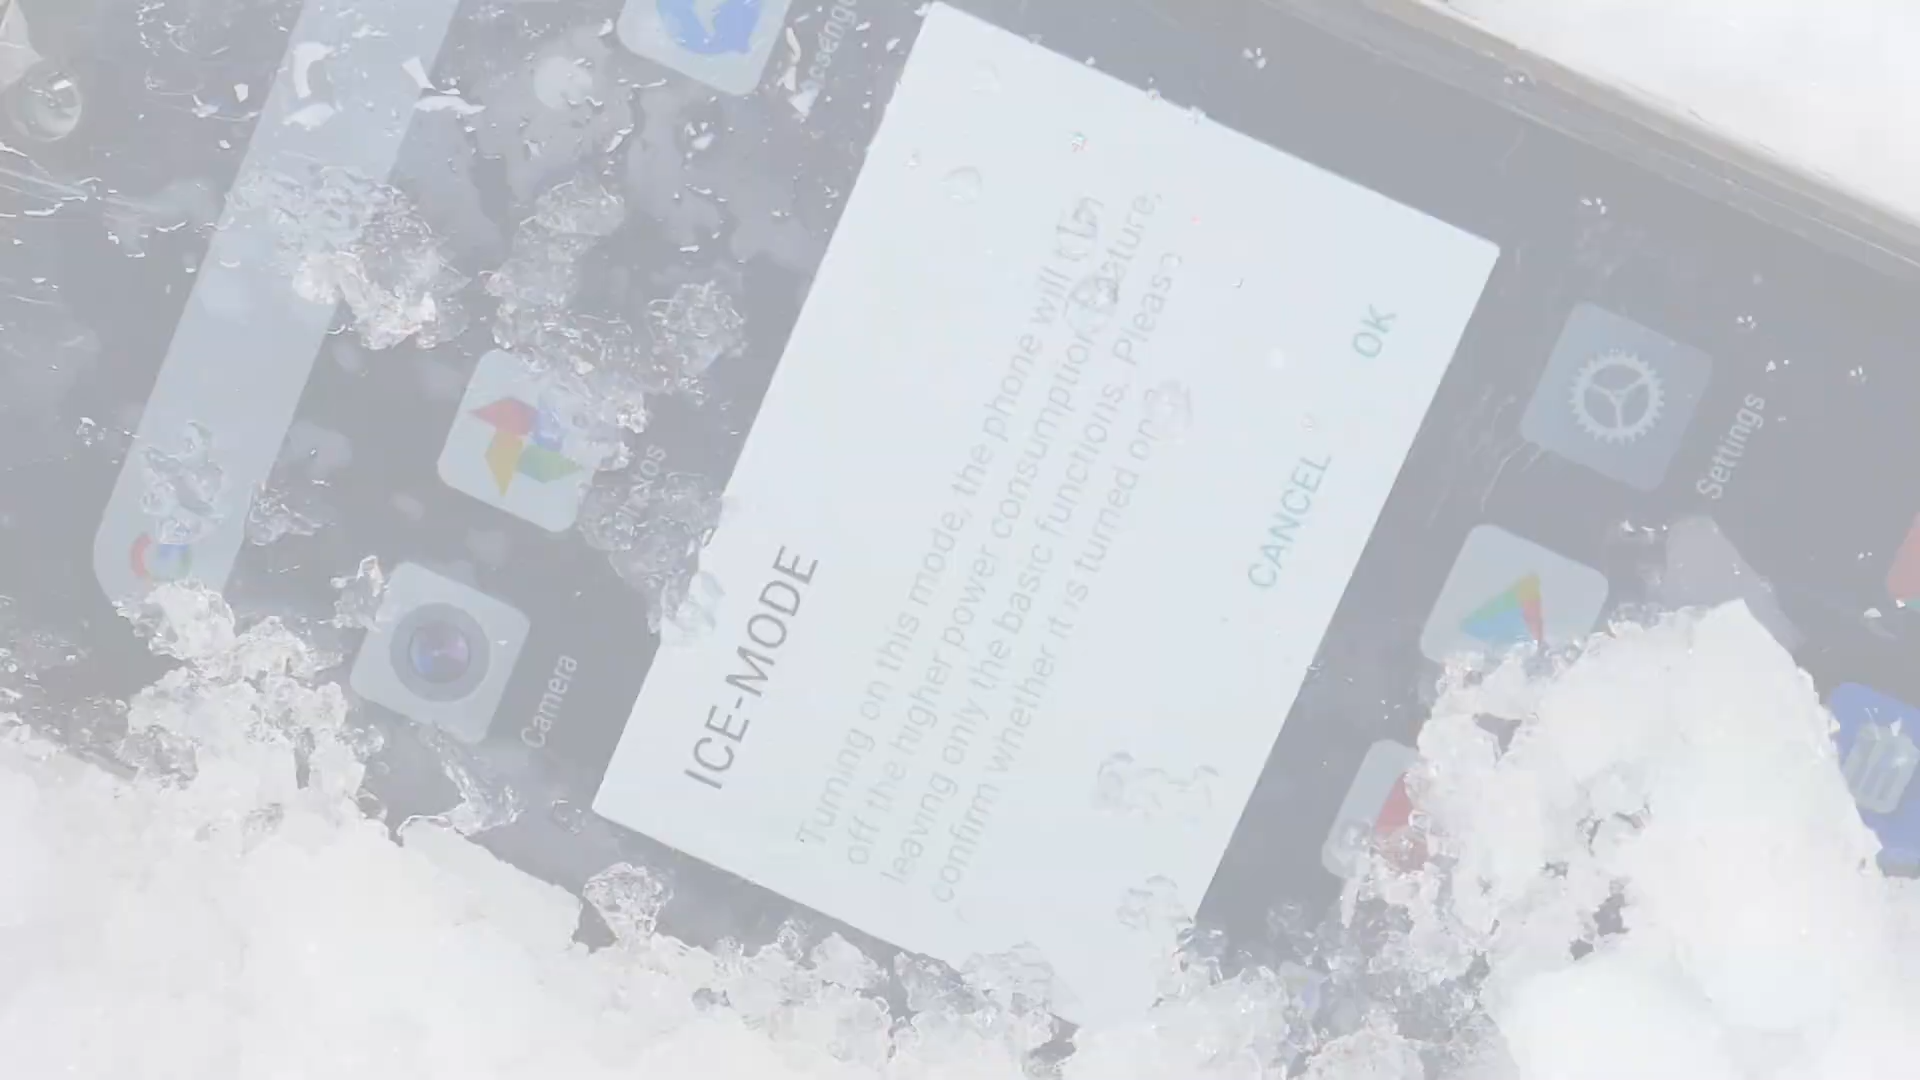 ICE-MODE
Turning on this mode, the phone will
off the higher power consumption feature,
leaving only the basic functions. Please
confirm whether it is turned on?
CANCEL OK
Camera
Settings